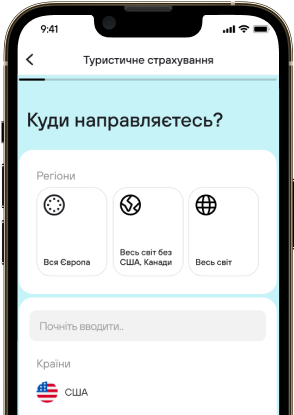 9:41
Туристичне страхування
Куди направляєтесь?
Регіони
Вся Європа
Весь світ без
США, Канади
Весь світ
Почніть вводити..
Країни
США